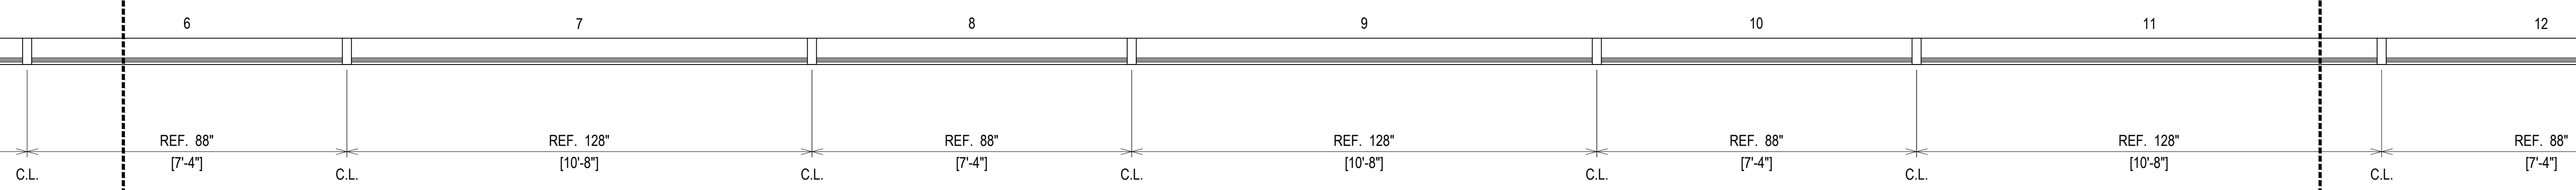 6 7 8 9 10 11 12
REF. 88" REF. 128" REF. 88" REF. 128" REF. 88" REF. 128" REF. 88"
[7'-4"] [10'-8"] [7'-4"] [10'-8"] [7'-4"] [10'-8"] [7'-4"]
C.L. C.L. C.L. C.L. C.L. C.L. C.L.